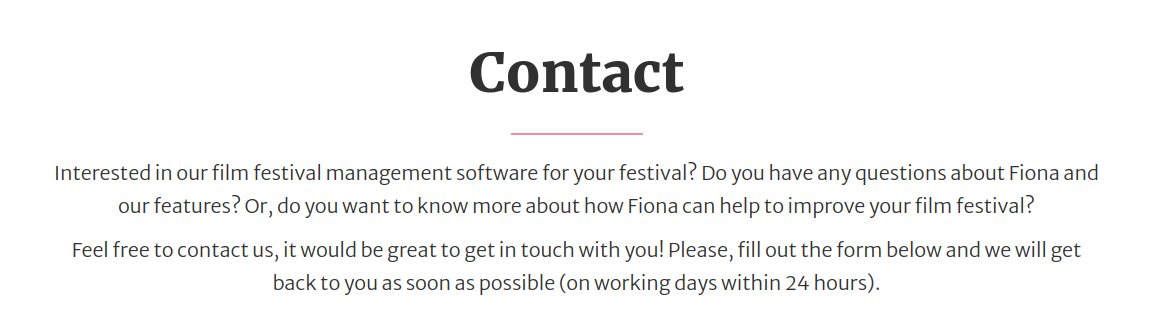 Contact
Interested in our film festival management software for your festival? Do you have any questions about Fiona and
our features? Or, do you want to know more about how Fiona can help to improve your film festival?
Feel free to contact us, it would be great to get in touch with you! Please, fill out the form below and we will get
back to you as soon as possible (on working days within 24 hours).